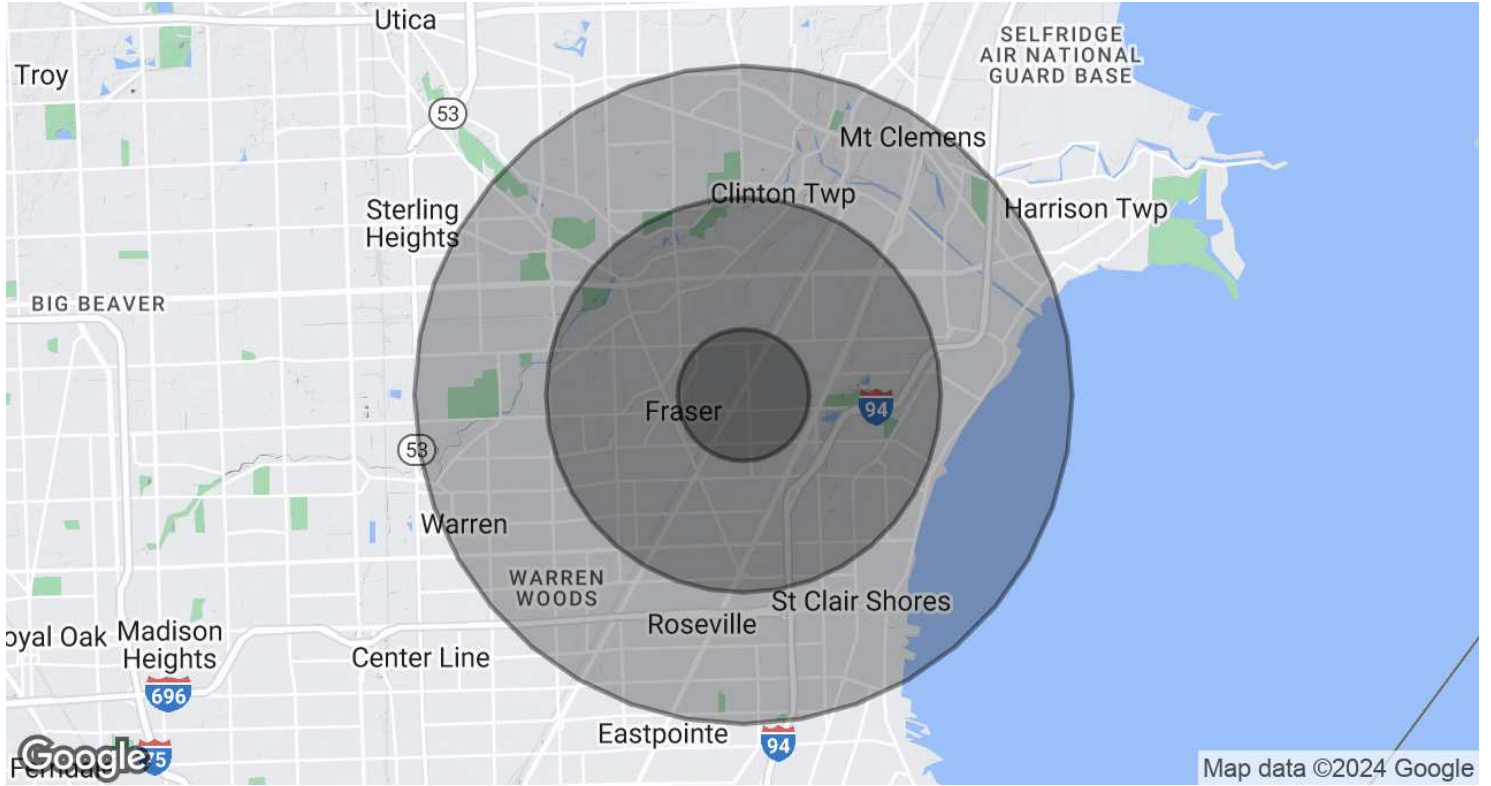 Utica
SELFRIDGE
AIR NATIONAL
GUARD BASE
Troy
53
Mt Clemens
Clinton Twp
Sterling
Heights
Harrison Twp
BIG BEAVER
Fraser
94
53
Warren
WARREN
WOODS
St Clair Shores
Roseville
oyal Oak
Madison
Heights
Center Line
696
Eastpointe
94
Google
75
Map data ©2024 Google